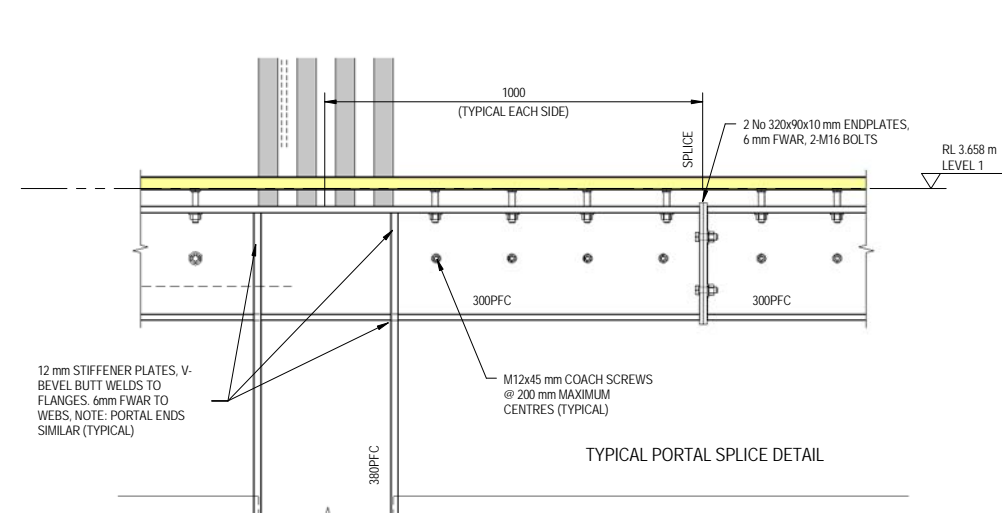 1000
(TYPICAL EACH SIDE)
SPLICE
2 No 320x90x10 mm ENDPLATES,
6 mm FWAR, 2-M16 BOLTS
RL 3.658 m
LEVEL 1
300PFC
300PFC
12 mm STIFFENER PLATES, V-
BEVEL BUTT WELDS TO
FLANGES. 6mm FWAR TO
WEBS, NOTE: PORTAL ENDS
SIMILAR (TYPICAL)
M12x45 mm COACH SCREWS
@ 200 mm MAXIMUM
CENTRES (TYPICAL)
380PFC
TYPICAL PORTAL SPLICE DETAIL